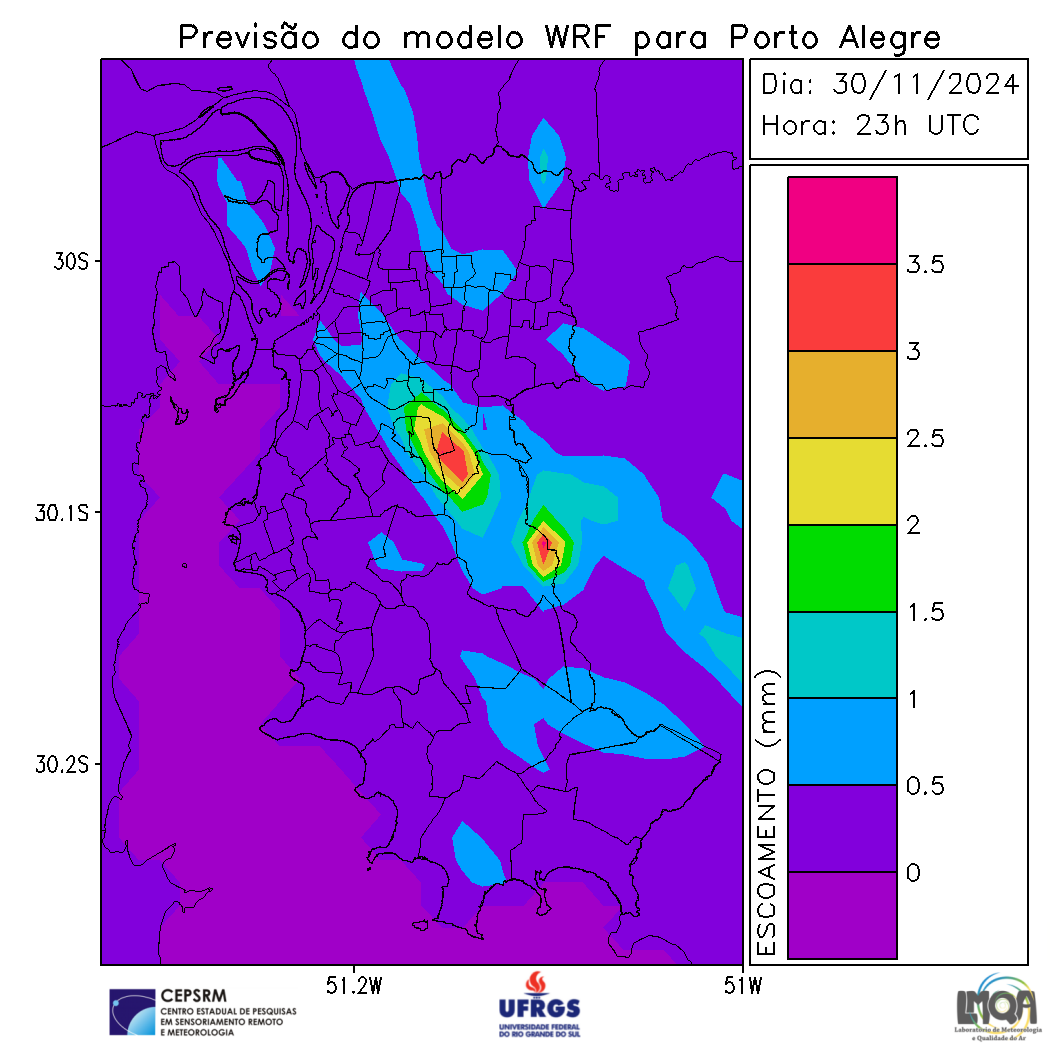 Previsão do modelo WRF para Porto Alegre
Dia: 30/11/2024
Hora: 23h UTC
30S
30.1S
30.2S
51.2W
51W
ESCOAMENTO (mm)
3.5
3
2.5
2
1.5
1
0.5
0
CEPSRM
CENTRO ESTADUAL DE PESQUISAS
EM SENSORIAMENTO REMOTO
E METEOROLOGIA
UFRGS
UNIVERSIDADE FEDERAL
DO RIO GRANDE DO SUL
LMQA
Laboratório de Meteorologia
e Qualidade do Ar